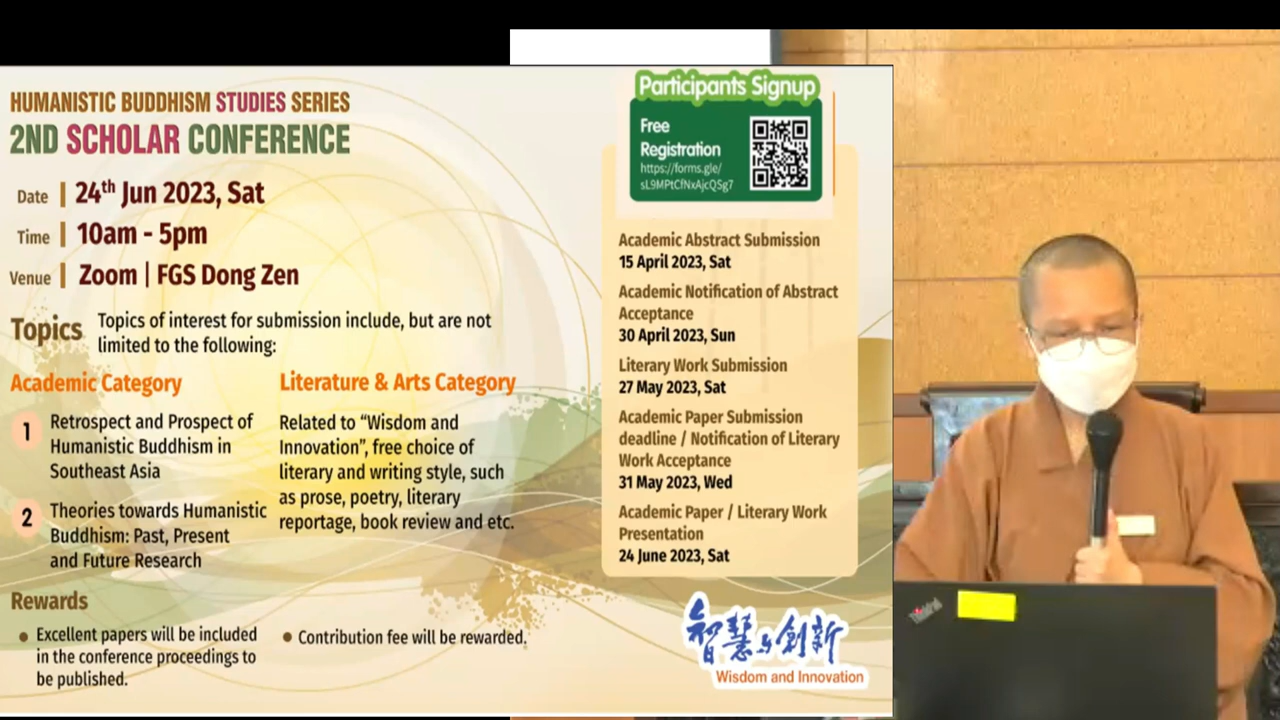 HUMANISTIC BUDDHISM STUDIES SERIES
2ND SCHOLAR CONFERENCE
Date | 24th Jun 2023, Sat
Time | 10am - 5pm
Venue | Zoom | FGS Dong Zen
Topics
Topics of interest for submission include, but are not
limited to the following:
Academic Category
1
Retrospect and Prospect of
Humanistic Buddhism in
Southeast Asia
2
Theories towards Humanistic
Buddhism: Past, Present
and Future Research
Literature & Arts Category
Related to “Wisdom and
Innovation”, free choice of
literary and writing style, such
as prose, poetry, literary
reportage, book review and etc.
Rewards
• Excellent papers will be included
in the conference proceedings to
be published.
• Contribution fee will be rewarded.
Participants Signup
Free
Registration
https://forms.gle/
sL9MPtCfNxAjcQSg7
Academic Abstract Submission
15 April 2023, Sat
Academic Notification of Abstract
Acceptance
30 April 2023, Sun
Literary Work Submission
27 May 2023, Sat
Academic Paper Submission
deadline / Notification of Literary
Work Acceptance
31 May 2023, Wed
Academic Paper / Literary Work
Presentation
24 June 2023, Sat
智慧与創新
Wisdom and Innovation
ThinkPad